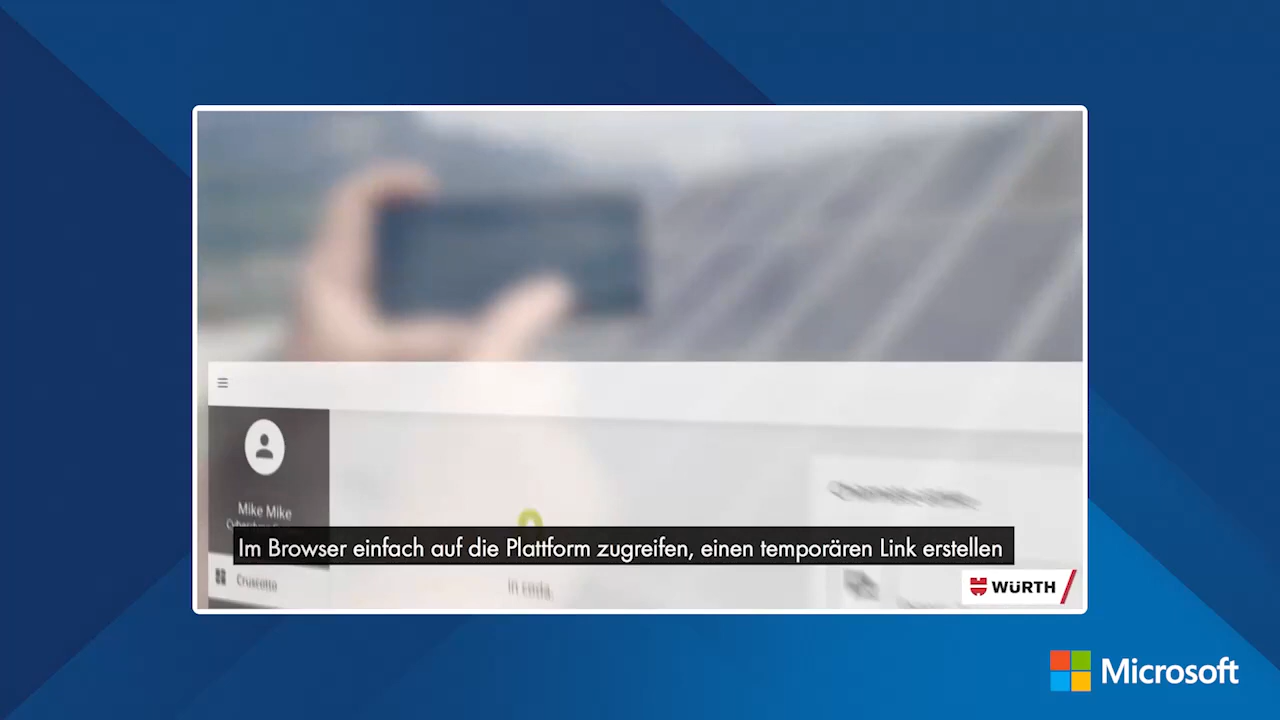 Mike Mike
Im Browser einfach auf die Plattform zugreifen, einen temporären Link erstellen
Cruscotto
in coda
WÜRTH
Microsoft